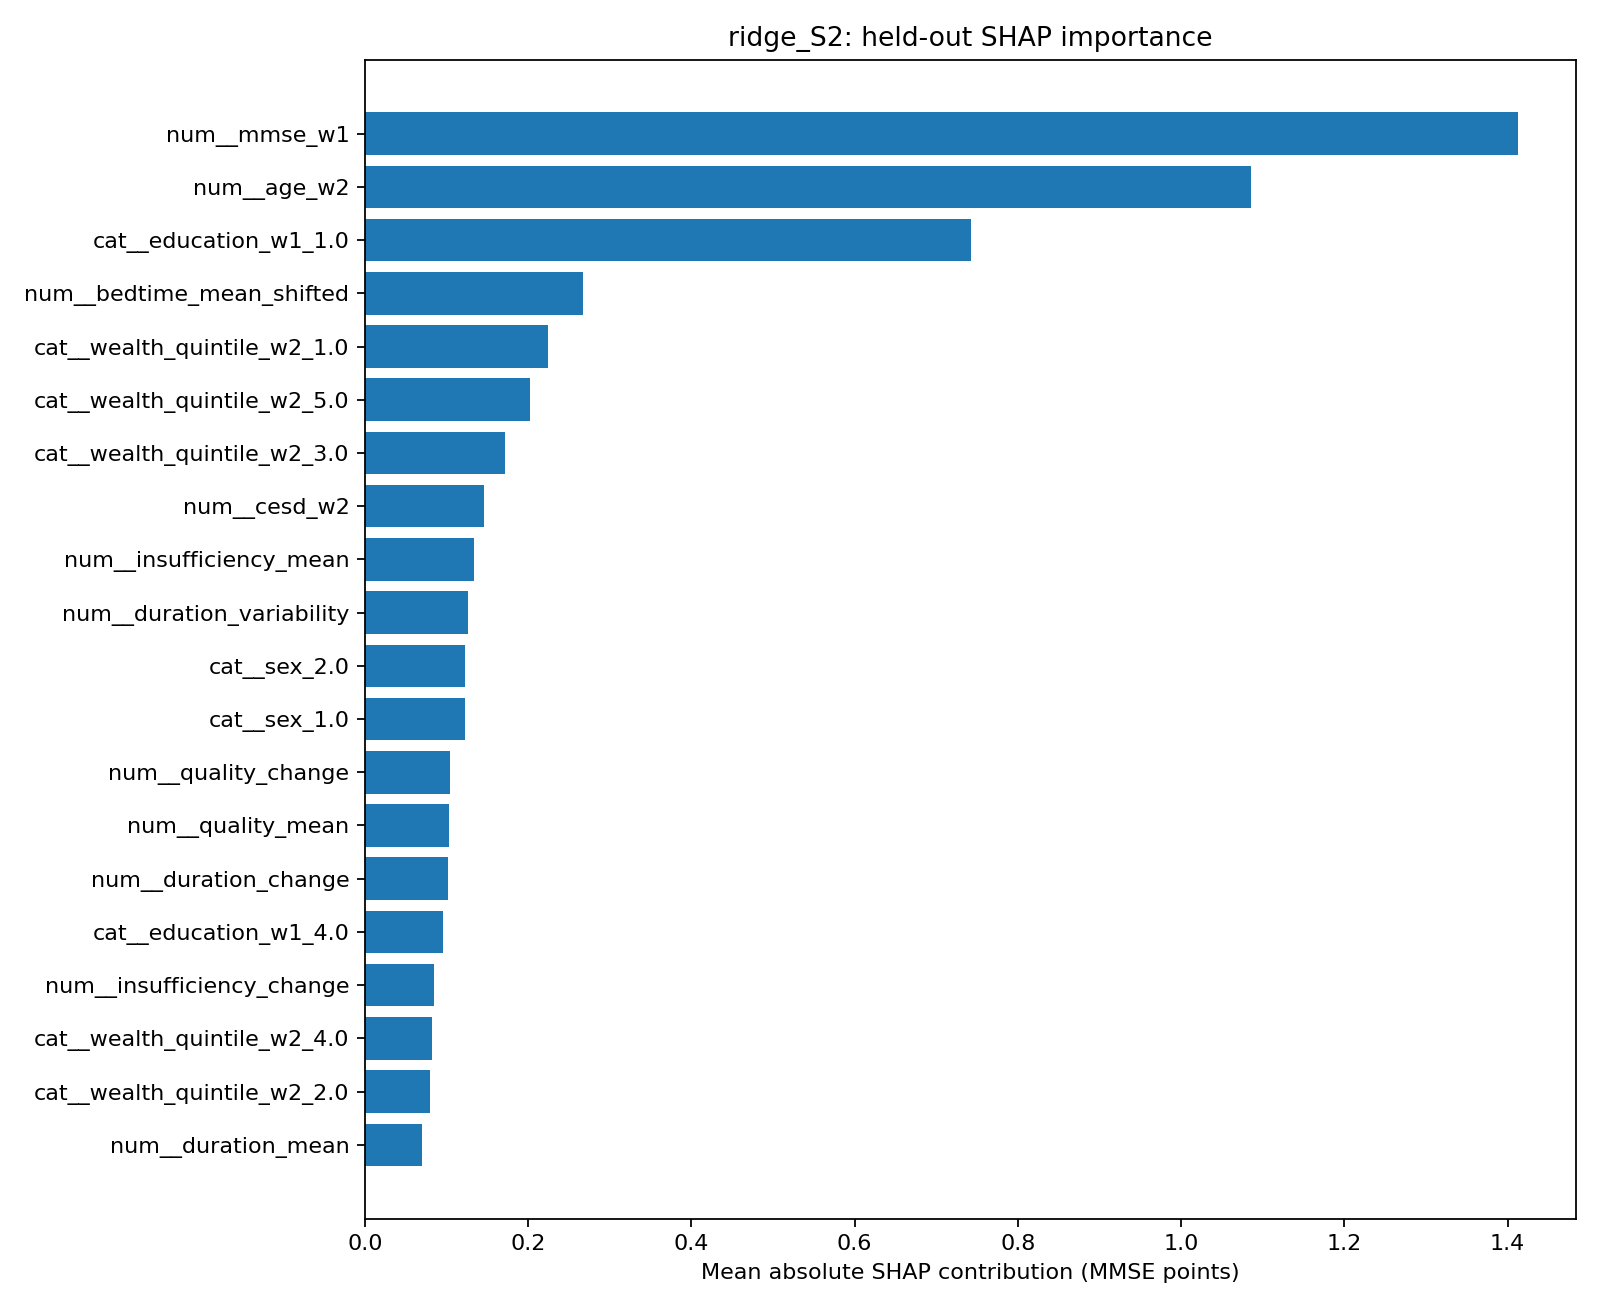 ridge_S2: held-out SHAP importance
num__mmse_w1
num__age_w2
cat__education_w1_1.0
num__bedtime_mean_shifted
cat__wealth_quintile_w2_1.0
cat__wealth_quintile_w2_5.0
cat__wealth_quintile_w2_3.0
num__cesd_w2
num__insufficiency_mean
num__duration_variability
cat__sex_2.0
cat__sex_1.0
num__quality_change
num__quality_mean
num__duration_change
cat__education_w1_4.0
num__insufficiency_change
cat__wealth_quintile_w2_4.0
cat__wealth_quintile_w2_2.0
num__duration_mean
0.0 0.2 0.4 0.6 0.8 1.0 1.2 1.4
Mean absolute SHAP contribution (MMSE points)